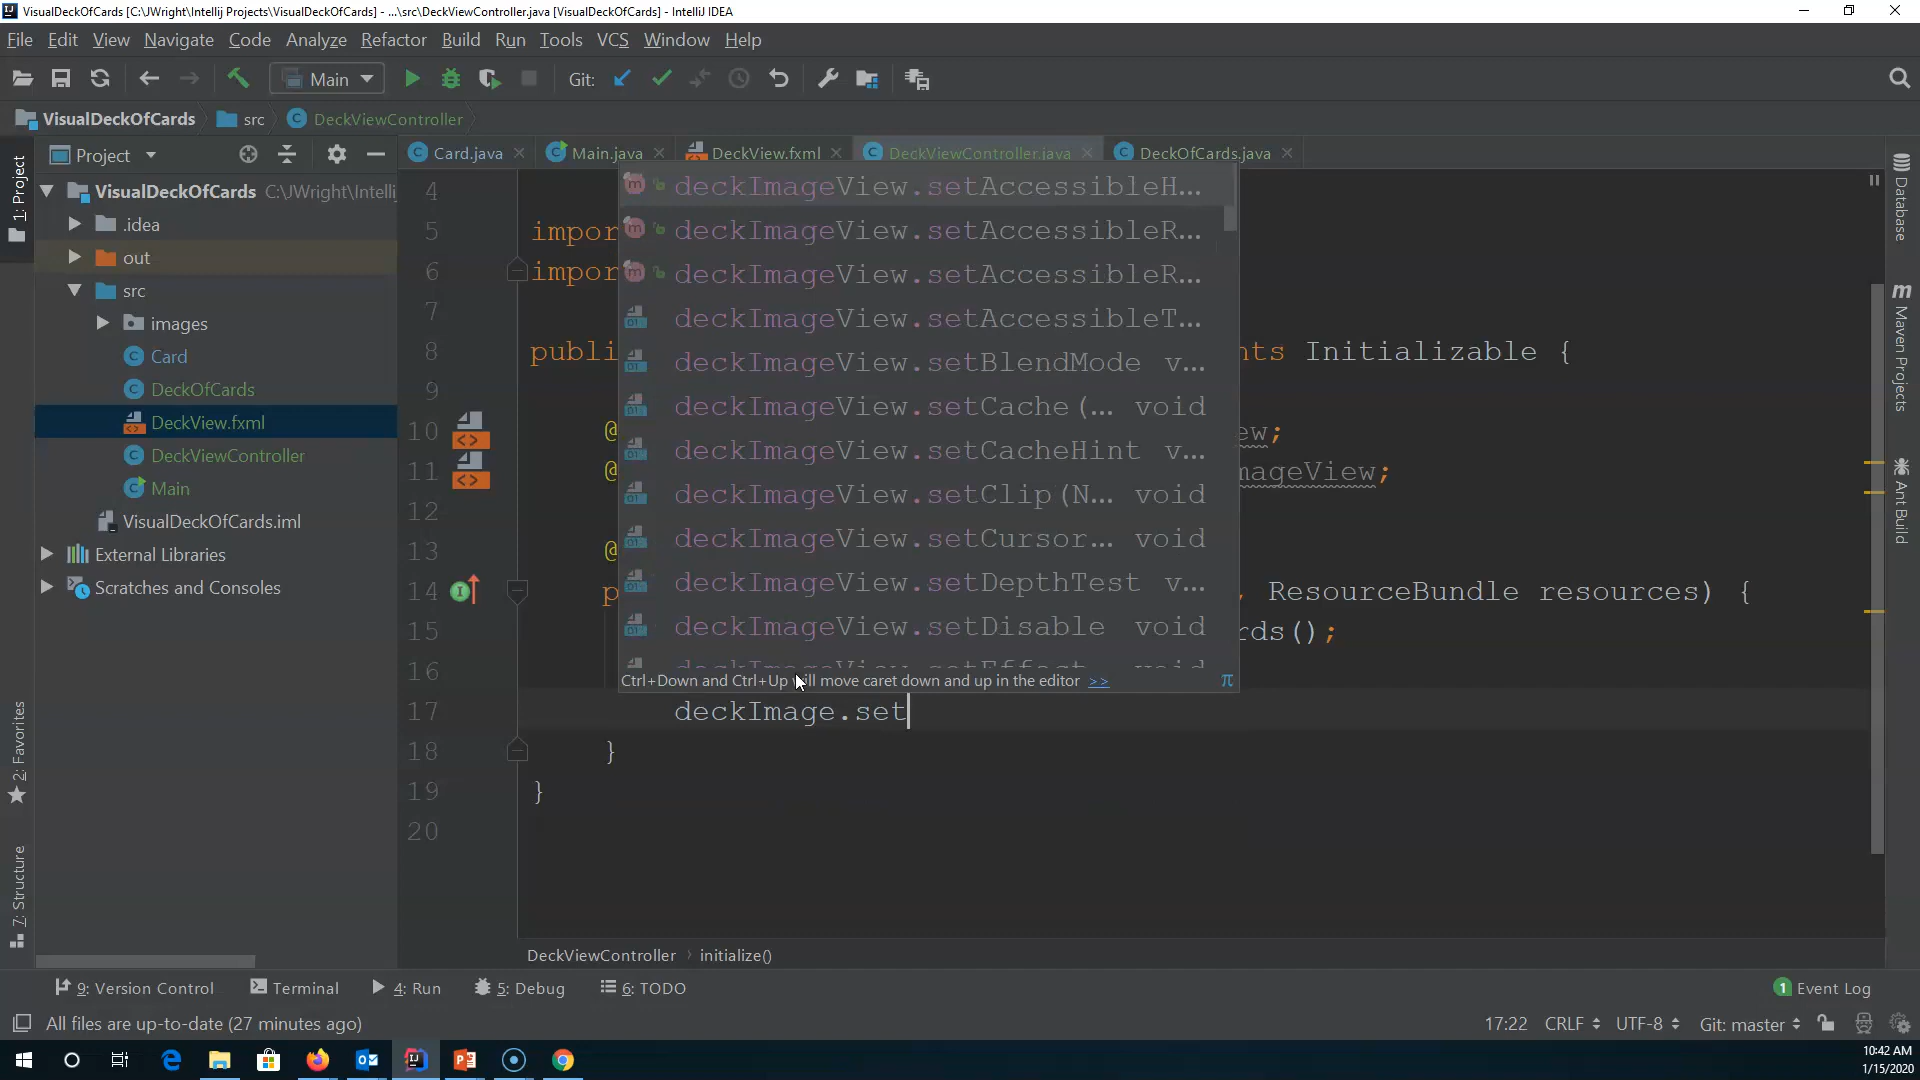 VisualDeckOfCards [C:\JWright\Intellij Projects\VisualDeckOfCards] - ...\src\DeckViewController.java [VisualDeckOfCards] - IntelliJ IDEA
File Edit View Navigate Code Analyze Refactor Build Run Tools VCS Window Help
Main Git:
VisualDeckOfCards src DeckViewController
Project
Card.java Main.java DeckView.fxml DeckViewController.java DeckOfCards.java
1: Project
2: Favorites
7: Structure
VisualDeckOfCards C:\JWright\Intellij
.idea
out
src
images
Card
DeckOfCards
DeckView.fxml
DeckViewController
Main
VisualDeckOfCards.iml
External Libraries
Scratches and Consoles
4
5 impor
6 impor
7
8 publi nts Initializable {
9
10 @ ew;
11 @ mageView;
12
13 @
14 p , ResourceBundle resources) {
15 rds();
16
17 deckImage.set
18 }
19 }
20
deckImageView.setAccessibleH...
deckImageView.setAccessibleR...
deckImageView.setAccessibleR...
deckImageView.setAccessibleT...
deckImageView.setBlendMode v...
deckImageView.setCache(... void
deckImageView.setCacheHint v...
deckImageView.setClip(N... void
deckImageView.setCursor... void
deckImageView.setDepthTest v...
deckImageView.setDisable void
deckImageView.setEffect void
Ctrl+Down and Ctrl+Up will move caret down and up in the editor >> π
Database
m Maven Projects
Ant Build
DeckViewController › initialize()
9: Version Control Terminal 4: Run 5: Debug 6: TODO 1 Event Log
All files are up-to-date (27 minutes ago) 17:22 CRLF UTF-8 Git: master
10:42 AM
1/15/2020